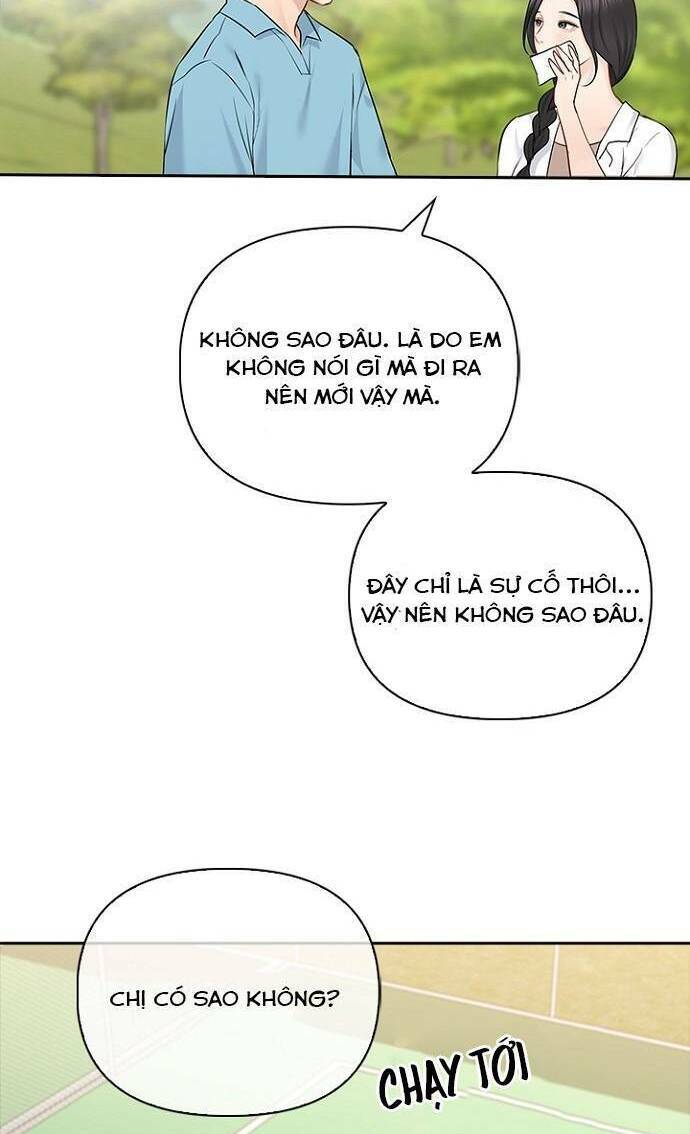 KHÔNG SAO ĐÂU. LÀ DO EM
KHÔNG NÓI GÌ MÀ ĐI RA
NÊN MỚI VẬY MÀ.
ĐÂY CHỈ LÀ SỰ CỐ THÔI...
VẬY NÊN KHÔNG SAO ĐÂU.
CHỊ CÓ SAO KHÔNG?
CHẠY TỚI